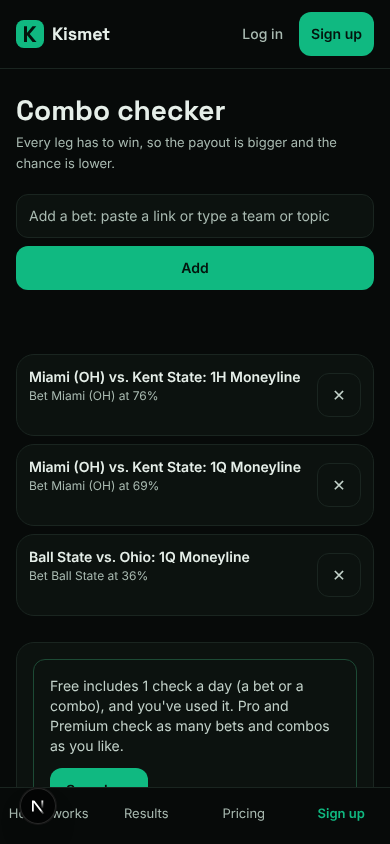 Kismet
Log in
Sign up
Combo checker
Every leg has to win, so the payout is bigger and the
chance is lower.
Add a bet: paste a link or type a team or topic
Add
Miami (OH) vs. Kent State: 1H Moneyline
Bet Miami (OH) at 76%
✕
Miami (OH) vs. Kent State: 1Q Moneyline
Bet Miami (OH) at 69%
✕
Ball State vs. Ohio: 1Q Moneyline
Bet Ball State at 36%
✕
Free includes 1 check a day (a bet or a
combo), and you've used it. Pro and
Premium check as many bets and combos
as you like.
works
Results
Pricing
Sign up